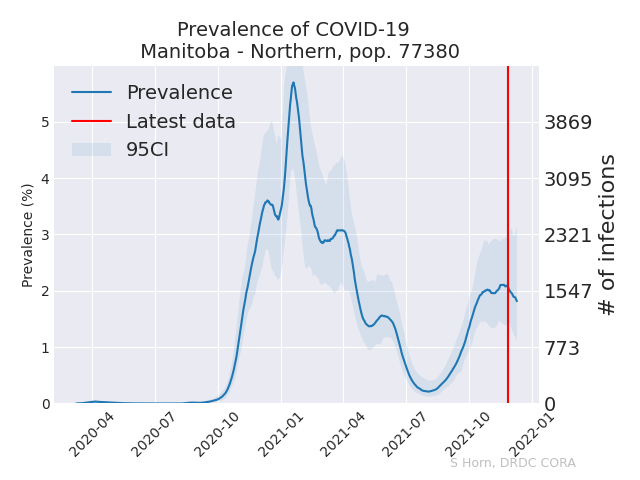 Prevalence of COVID-19
Manitoba - Northern, pop. 77380
Prevalence
Latest data
95CI
Prevalence (%)
5
4
3
2
1
0
3869
3095
2321
1547
773
0
# of infections
2020-04
2020-07
2020-10
2021-01
2021-04
2021-07
2021-10
2022-01
S Horn, DRDC CORA